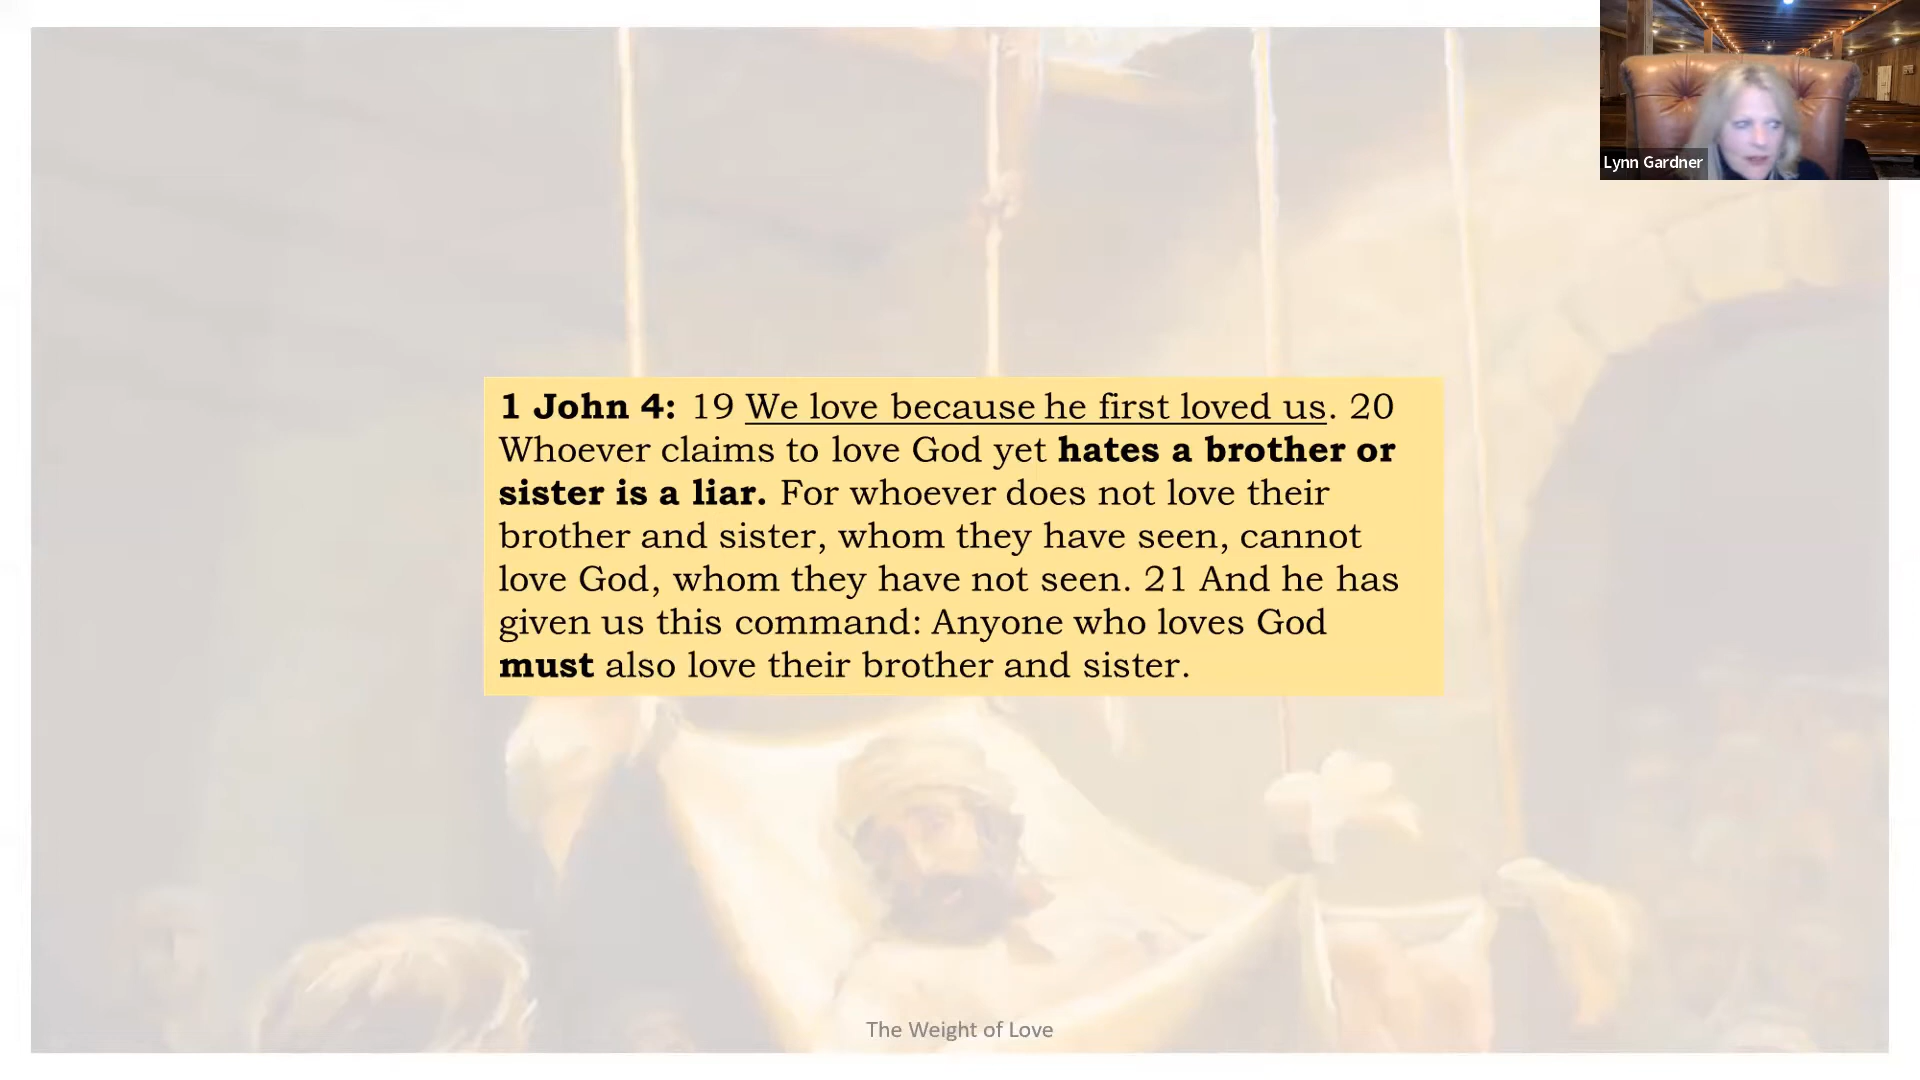 Lynn Gardner
1 John 4: 19 We love because he first loved us. 20
Whoever claims to love God yet hates a brother or
sister is a liar. For whoever does not love their
brother and sister, whom they have seen, cannot
love God, whom they have not seen. 21 And he has
given us this command: Anyone who loves God
must also love their brother and sister.
The Weight of Love